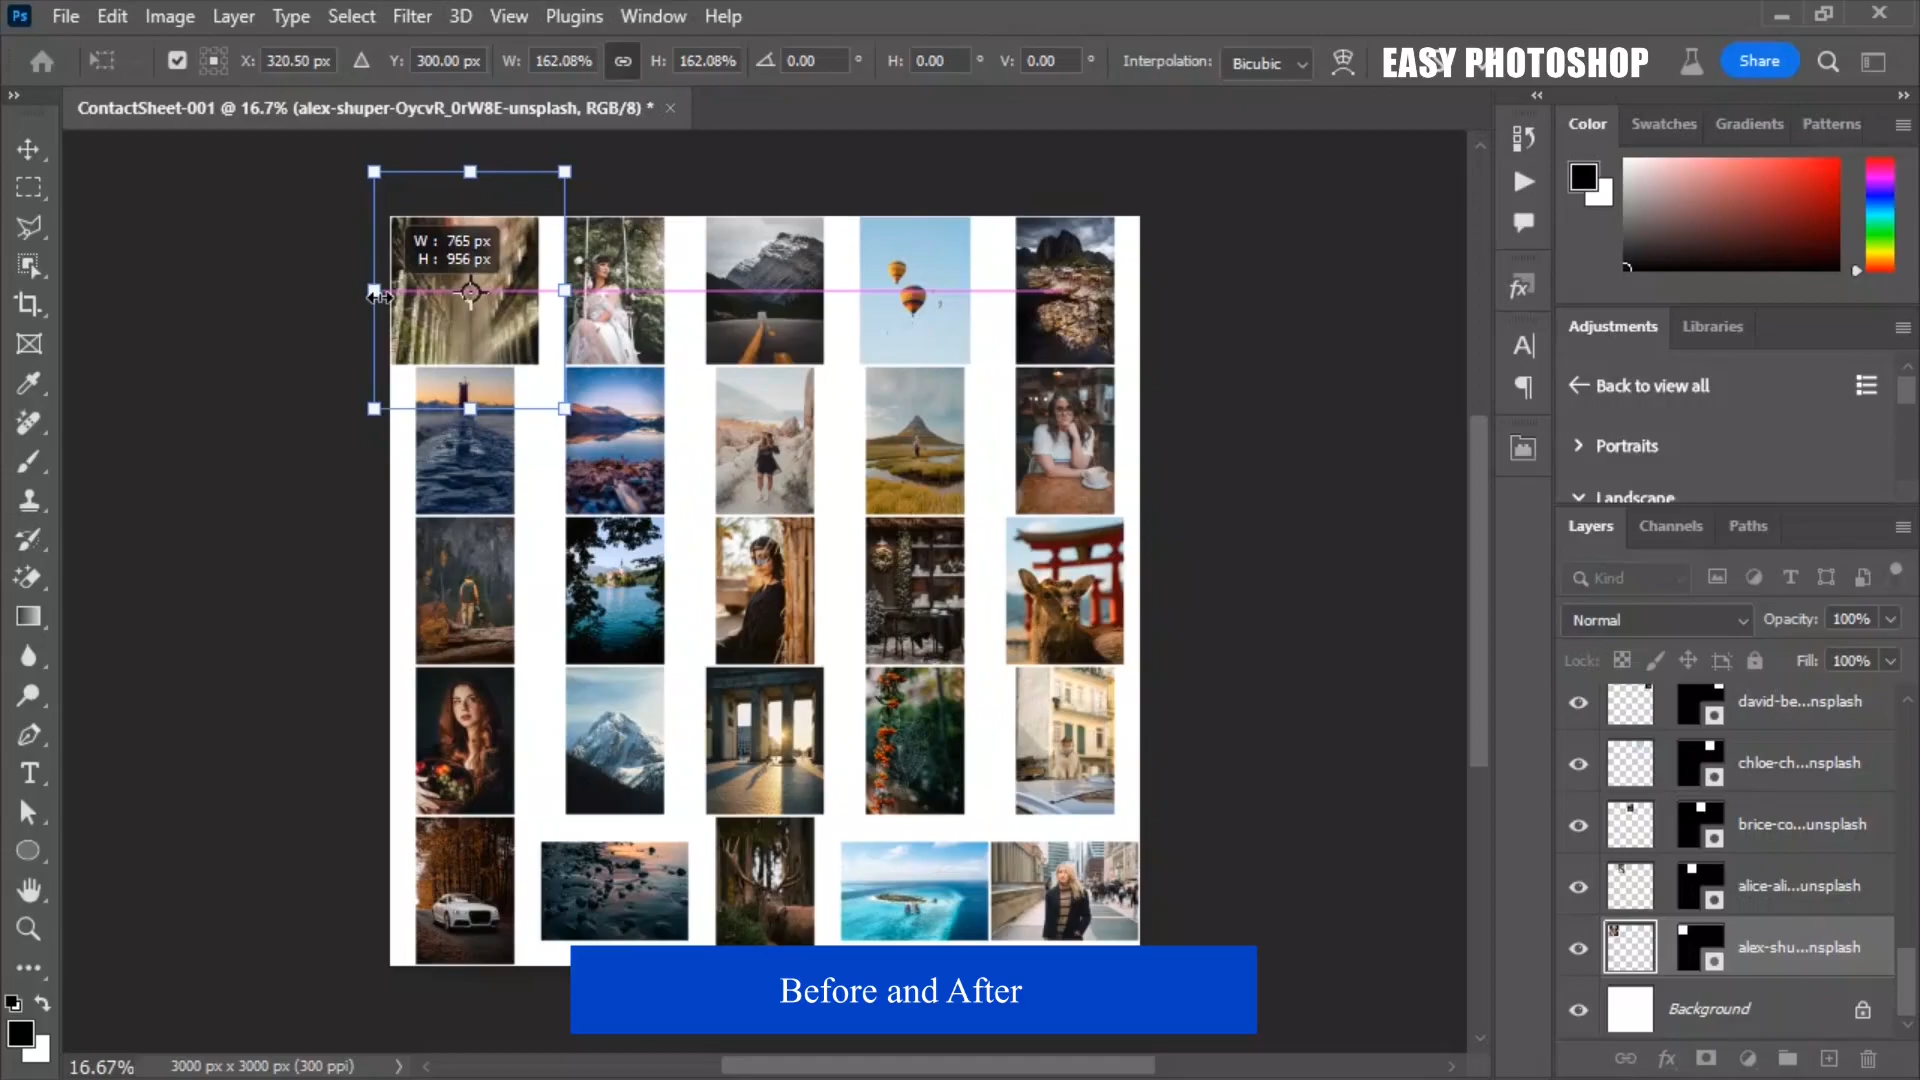 Ps File Edit Image Layer Type Select Filter 3D View Plugins Window Help
X: 320.50 px Y: 300.00 px W: 162.08% H: 162.08% 0.00 ° H: 0.00 ° V: 0.00 ° Interpolation: Bicubic EASY PHOTOSHOP Share
ContactSheet-001 @ 16.7% (alex-shuper-OycvR_0rW8E-unsplash, RGB/8) *
Color Swatches Gradients Patterns
W : 765 px
H : 956 px
Adjustments Libraries
Back to view all
Portraits
Landscape
Layers Channels Paths
Kind
Normal Opacity: 100%
Lock: Fill: 100%
david-be...nsplash
chloe-ch...nsplash
brice-co...unsplash
alice-ali...unsplash
alex-shu...nsplash
Background
Before and After
16.67% 3000 px x 3000 px (300 ppi)